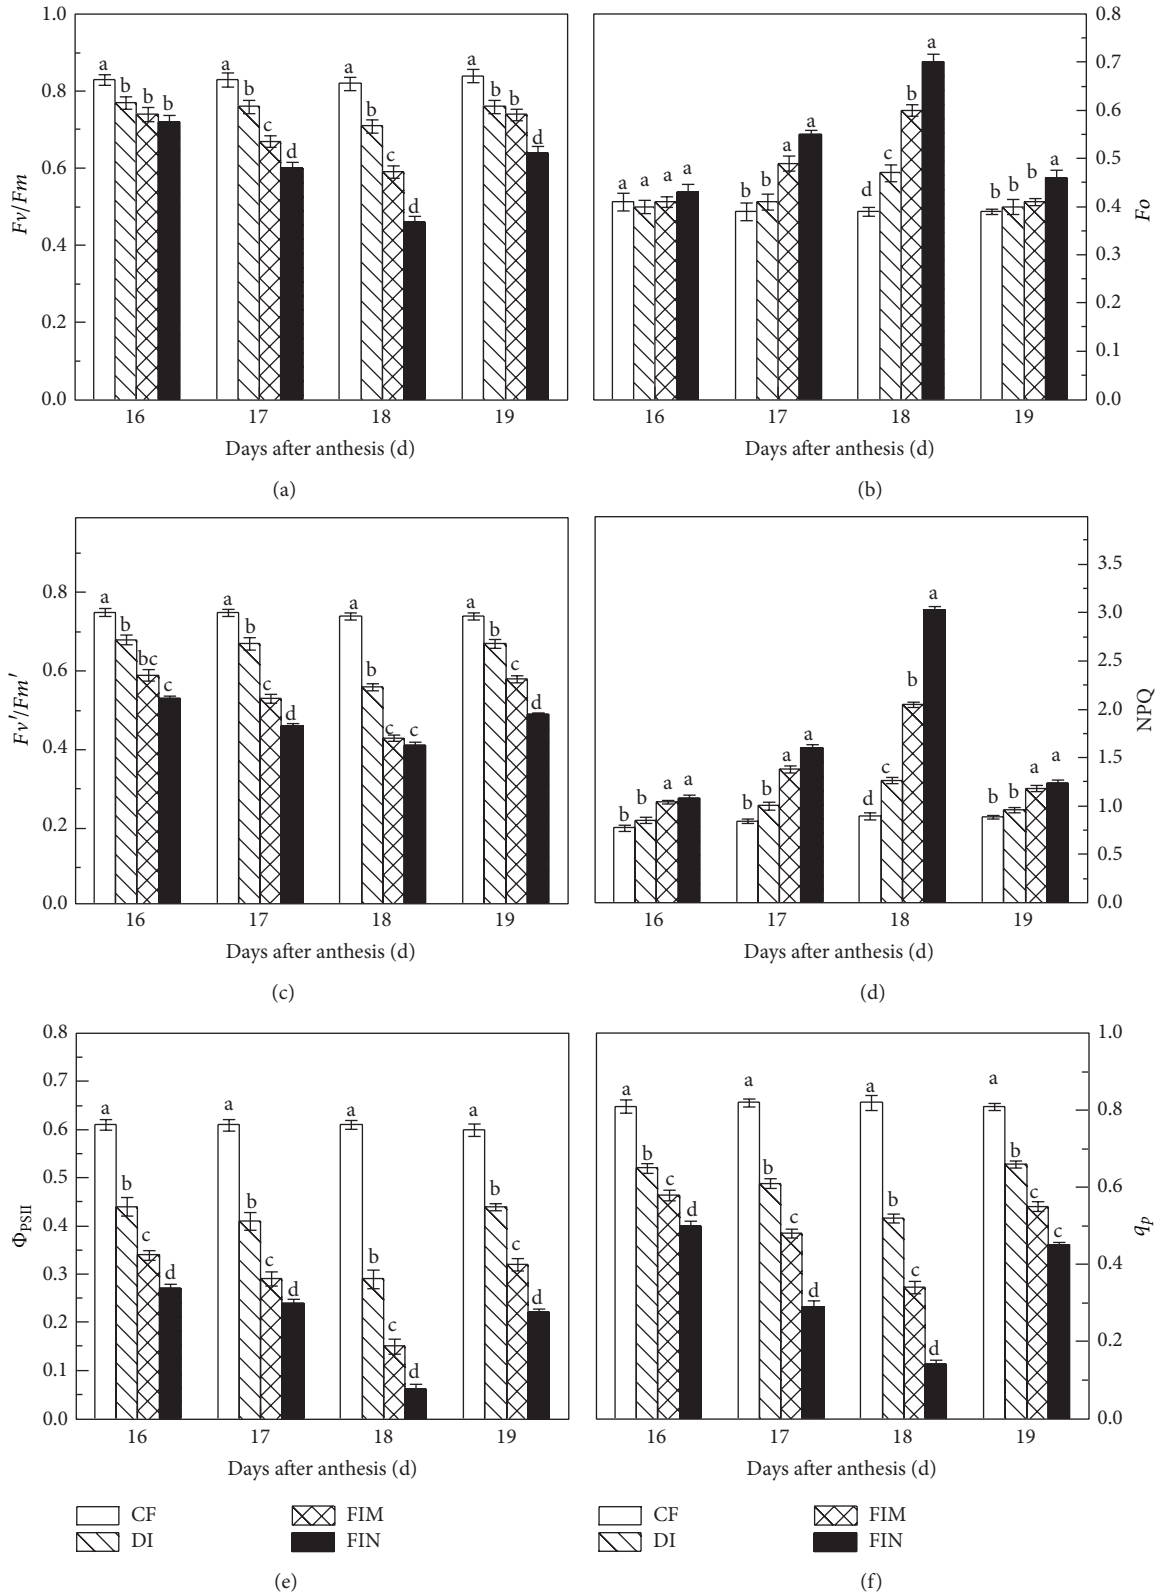 1.0
0.8
0.6
0.4
0.2
0.0
Fv/Fm
a
b
b
b
a
b
c
d
a
b
c
d
a
b
b
d
16 17 18 19
Days after anthesis (d)
(a)
0.8
0.7
0.6
0.5
0.4
0.3
0.2
0.1
0.0
Fo
a
a
a
a
b
b
a
a
d
c
b
a
b
b
b
a
16 17 18 19
Days after anthesis (d)
(b)
0.8
0.6
0.4
0.2
0.0
Fv′/Fm′
a
b
bc
c
a
b
c
d
a
b
c
c
a
b
c
d
16 17 18 19
Days after anthesis (d)
(c)
3.5
3.0
2.5
2.0
1.5
1.0
0.5
0.0
NPQ
b
b
a
a
b
b
a
a
d
c
b
a
b
b
a
a
16 17 18 19
Days after anthesis (d)
(d)
0.8
0.7
0.6
0.5
0.4
0.3
0.2
0.1
0.0
ΦPSII
a
b
c
d
a
b
c
d
a
b
c
d
a
b
c
d
16 17 18 19
Days after anthesis (d)
CF FIM
DI FIN
(e)
1.0
0.8
0.6
0.4
0.2
0.0
qp
a
b
c
d
a
b
c
d
a
b
c
d
a
b
c
c
16 17 18 19
Days after anthesis (d)
CF FIM
DI FIN
(f)